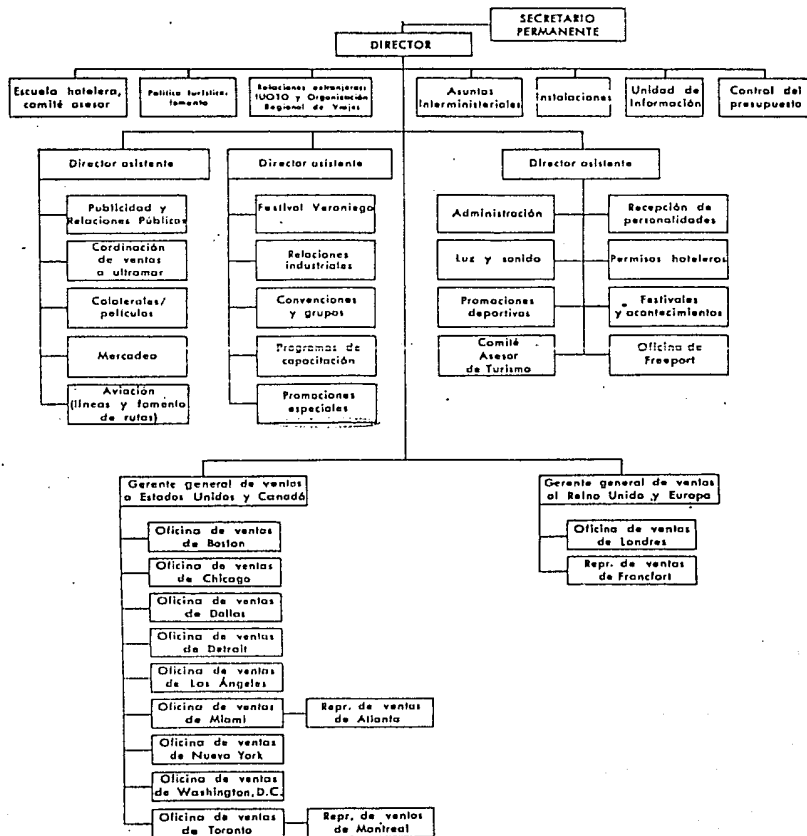 SECRETARIO
PERMANENTE
DIRECTOR
Escuela hotelera,
comité asesor
Política turística,
fomento
Relaciones extranjeras:
IUOTO y Organización
Regional de Viajes
Asuntos
Interministeriales
Instalaciones
Unidad de
Información
Control del
presupuesto
Director asistente
Publicidad y
Relaciones Públicas
Cordinación
de ventas
a ultramar
Colaterales/
películas
Mercadeo
Aviación
(líneas y fomento
de rutas)
Director asistente
Festival Veraniego
Relaciones
industriales
Convenciones
y grupos
Programas de
capacitación
Promociones
especiales
Director asistente
Administración
Recepción de
personalidades
Luz y sonido
Permisos hoteleros
Promociones
deportivas
Festivales
y acontecimientos
Comité
Asesor
de Turismo
Oficina de
Freeport
Gerente general de ventas
a Estados Unidos y Canadá
Oficina de ventas
de Boston
Oficina de ventas
de Chicago
Oficina de ventas
de Dallas
Oficina de ventas
de Detroit
Oficina de ventas
de Los Ángeles
Oficina de ventas
de Miami
Repr. de ventas
de Atlanta
Oficina de ventas
de Nueva York
Oficina de ventas
de Washington, D.C.
Oficina de ventas
de Toronto
Repr. de ventas
de Montreal
Gerente general de ventas
al Reino Unido y Europa
Oficina de ventas
de Londres
Repr. de ventas
de Francfort